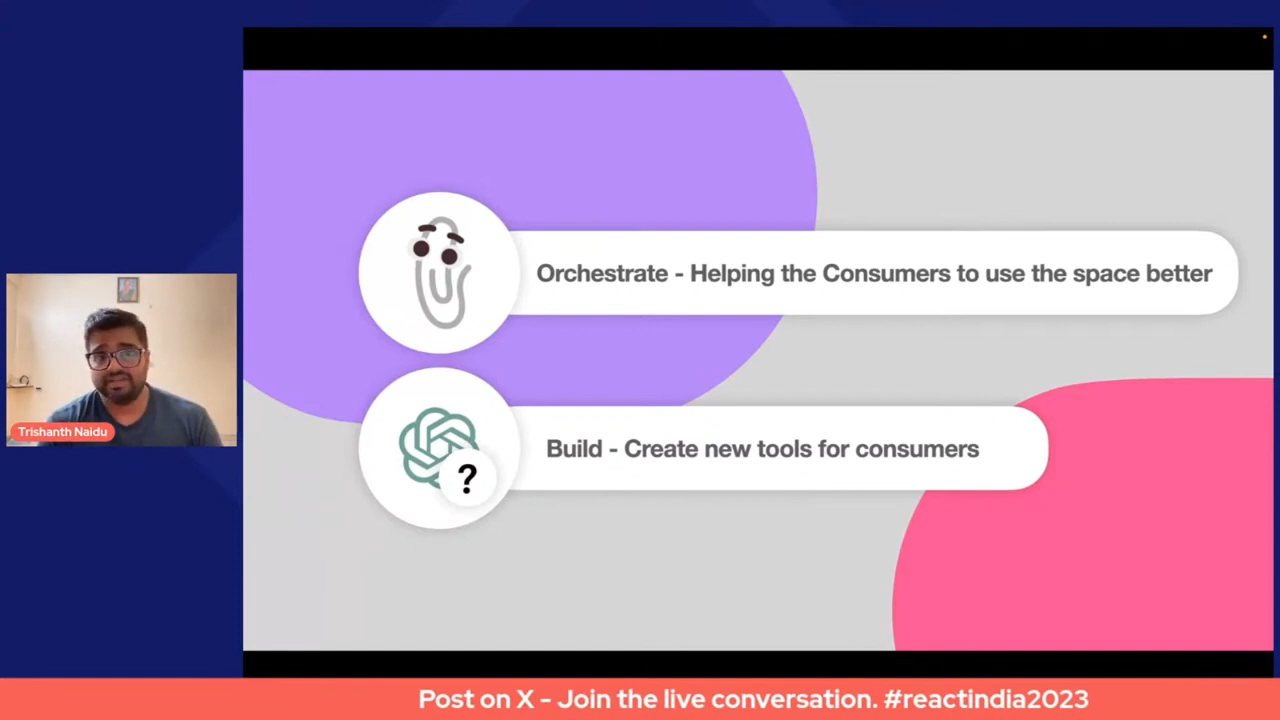 Orchestrate - Helping the Consumers to use the space better
?
Build - Create new tools for consumers
Trishanth Naidu
Post on X - Join the live conversation. #reactindia2023